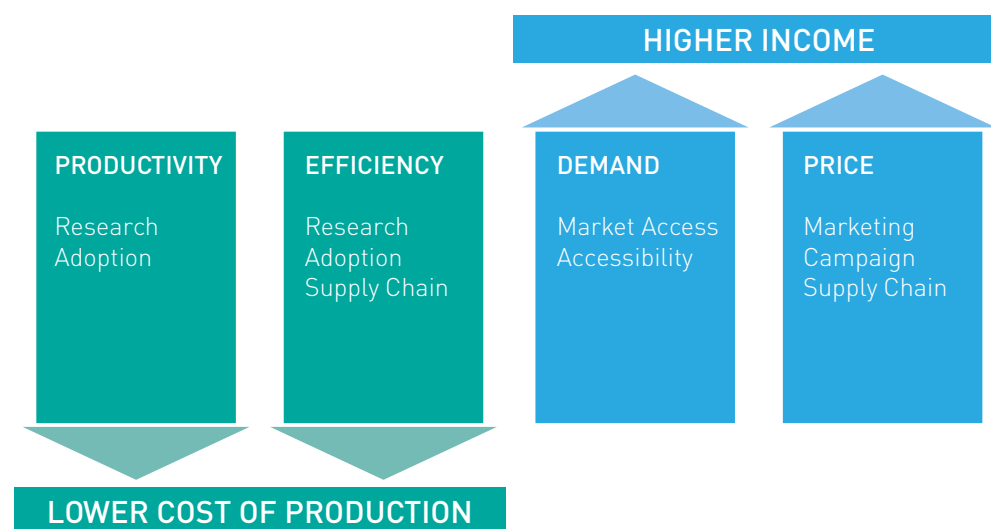 HIGHER INCOME
PRODUCTIVITY
Research
Adoption
EFFICIENCY
Research
Adoption
Supply Chain
DEMAND
Market Access
Accessibility
PRICE
Marketing
Campaign
Supply Chain
LOWER COST OF PRODUCTION